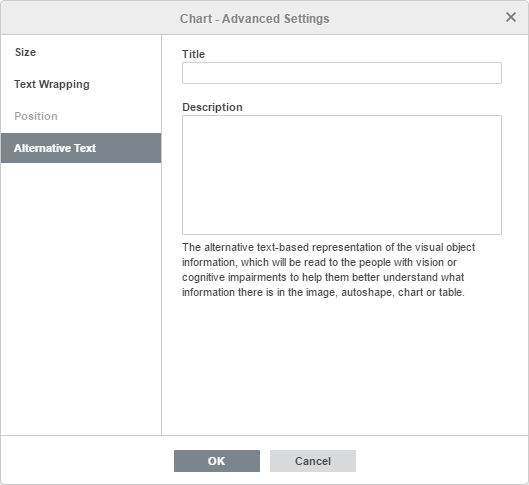 Chart - Advanced Settings
Size
Text Wrapping
Position
Alternative Text
Title
Description
The alternative text-based representation of the visual object
information, which will be read to the people with vision or
cognitive impairments to help them better understand what
information there is in the image, autoshape, chart or table.
OK
Cancel